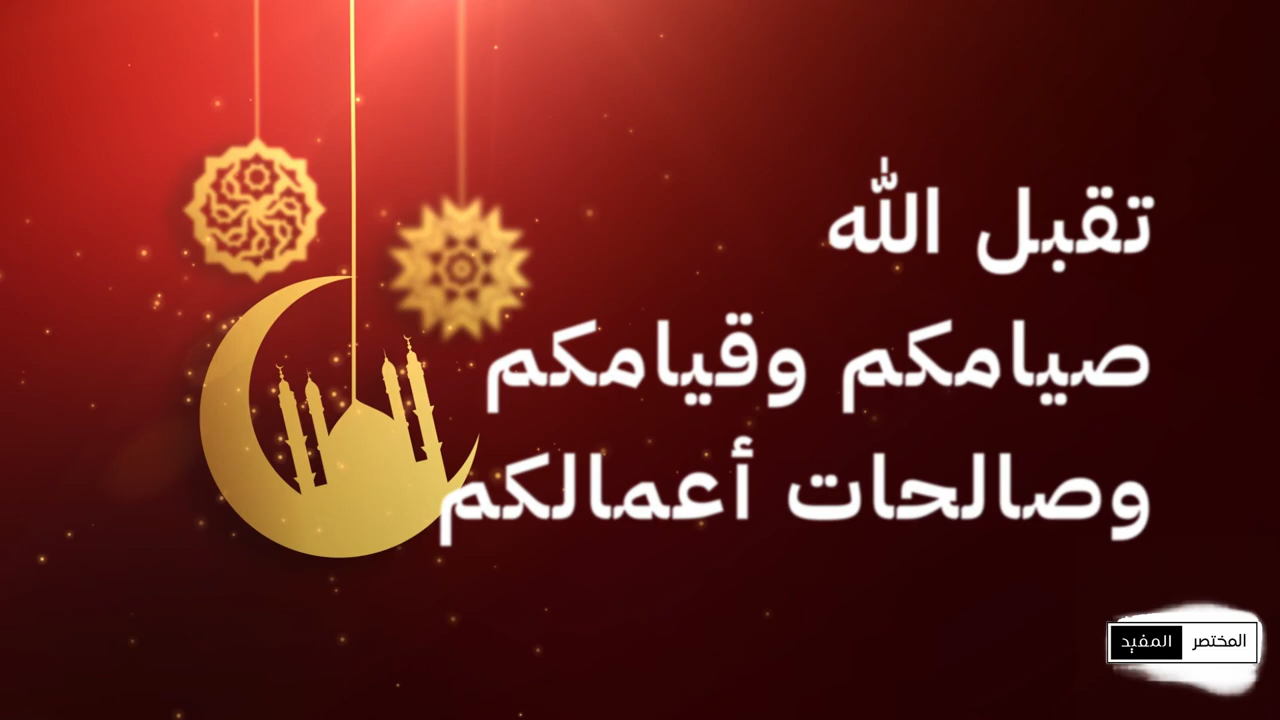 تقبل الله
صيامكم وقيامكم
وصالحات أعمالكم
المختصر المفيد